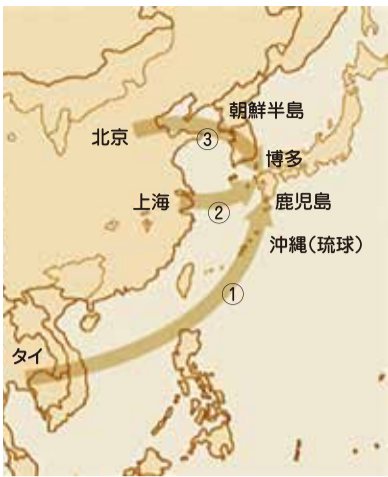 朝鮮半島
北京
③
博多
上海
②
鹿児島
沖縄（琉球）
①
タイ